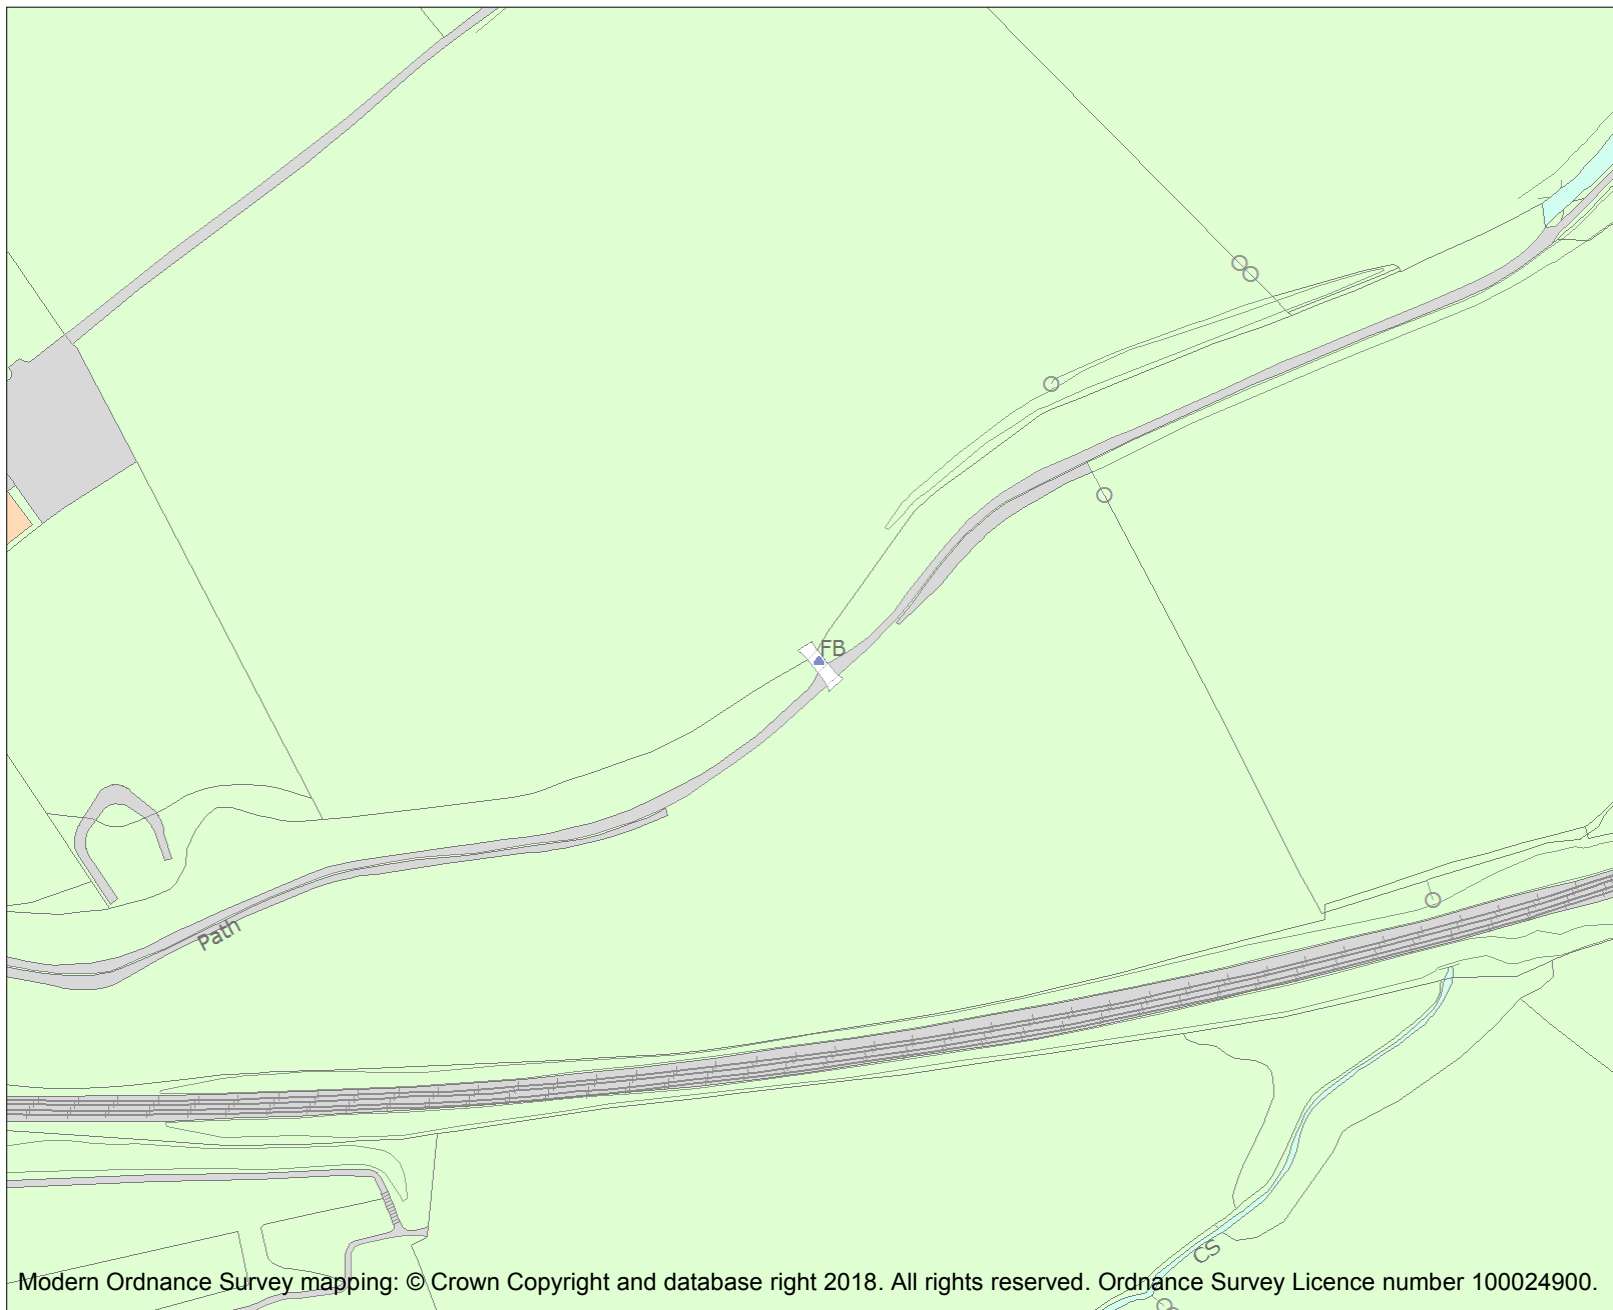 FB
Path
CS
Modern Ordnance Survey mapping: © Crown Copyright and database right 2018. All rights reserved. Ordnance Survey Licence number 100024900.